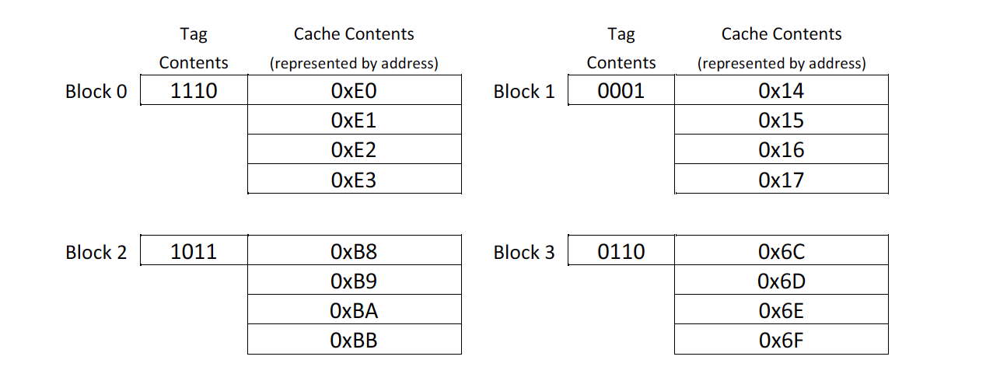 Tag Cache Contents Tag Cache Contents
Contents (represented by address) Contents (represented by address)
Block 0 1110 0xE0 Block 1 0001 0x14
0xE1 0x15
0xE2 0x16
0xE3 0x17
Block 2 1011 0xB8 Block 3 0110 0x6C
0xB9 0x6D
0xBA 0x6E
0xBB 0x6F